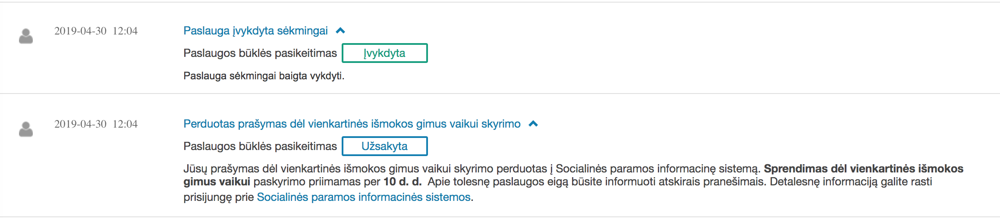 2019-04-30 12:04
Paslauga įvykdyta sėkmingai
Paslaugos būklės pasikeitimas Įvykdyta
Paslauga sėkmingai baigta vykdyti.
2019-04-30 12:04
Perduotas prašymas dėl vienkartinės išmokos gimus vaikui skyrimo
Paslaugos būklės pasikeitimas Užsakyta
Jūsų prašymas dėl vienkartinės išmokos gimus vaikui skyrimo perduotas į Socialinės paramos informacinę sistemą. Sprendimas dėl vienkartinės išmokos
gimus vaikui paskyrimo priimamas per 10 d. d. Apie tolesnę paslaugos eigą būsite informuoti atskirais pranešimais. Detalesnę informaciją galite rasti
prisijungę prie Socialinės paramos informacinės sistemos.